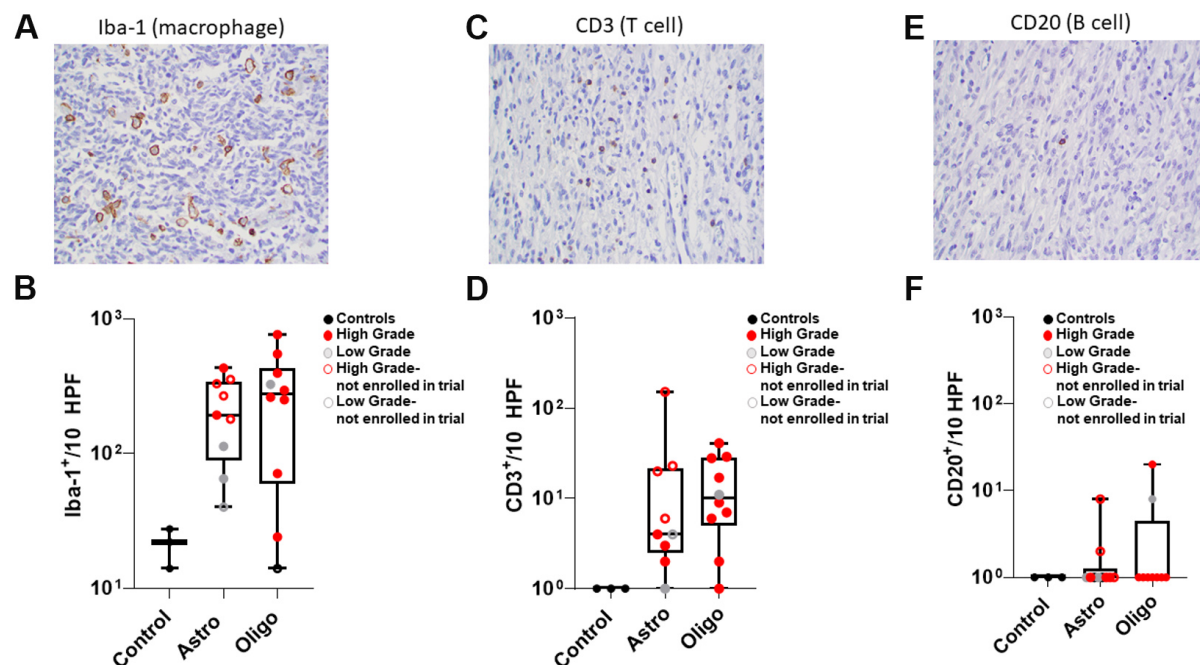 A
Iba-1 (macrophage)
C
CD3 (T cell)
E
CD20 (B cell)
B
Iba-1⁺/10 HPF
10³
10²
10¹
Control
Astro
Oligo
Controls
High Grade
Low Grade
High Grade-
not enrolled in trial
Low Grade-
not enrolled in trial
D
CD3⁺/10 HPF
10³
10²
10¹
10⁰
Control
Astro
Oligo
Controls
High Grade
Low Grade
High Grade-
not enrolled in trial
Low Grade-
not enrolled in trial
F
CD20⁺/10 HPF
10³
10²
10¹
10⁰
Control
Astro
Oligo
Controls
High Grade
Low Grade
High Grade-
not enrolled in trial
Low Grade-
not enrolled in trial